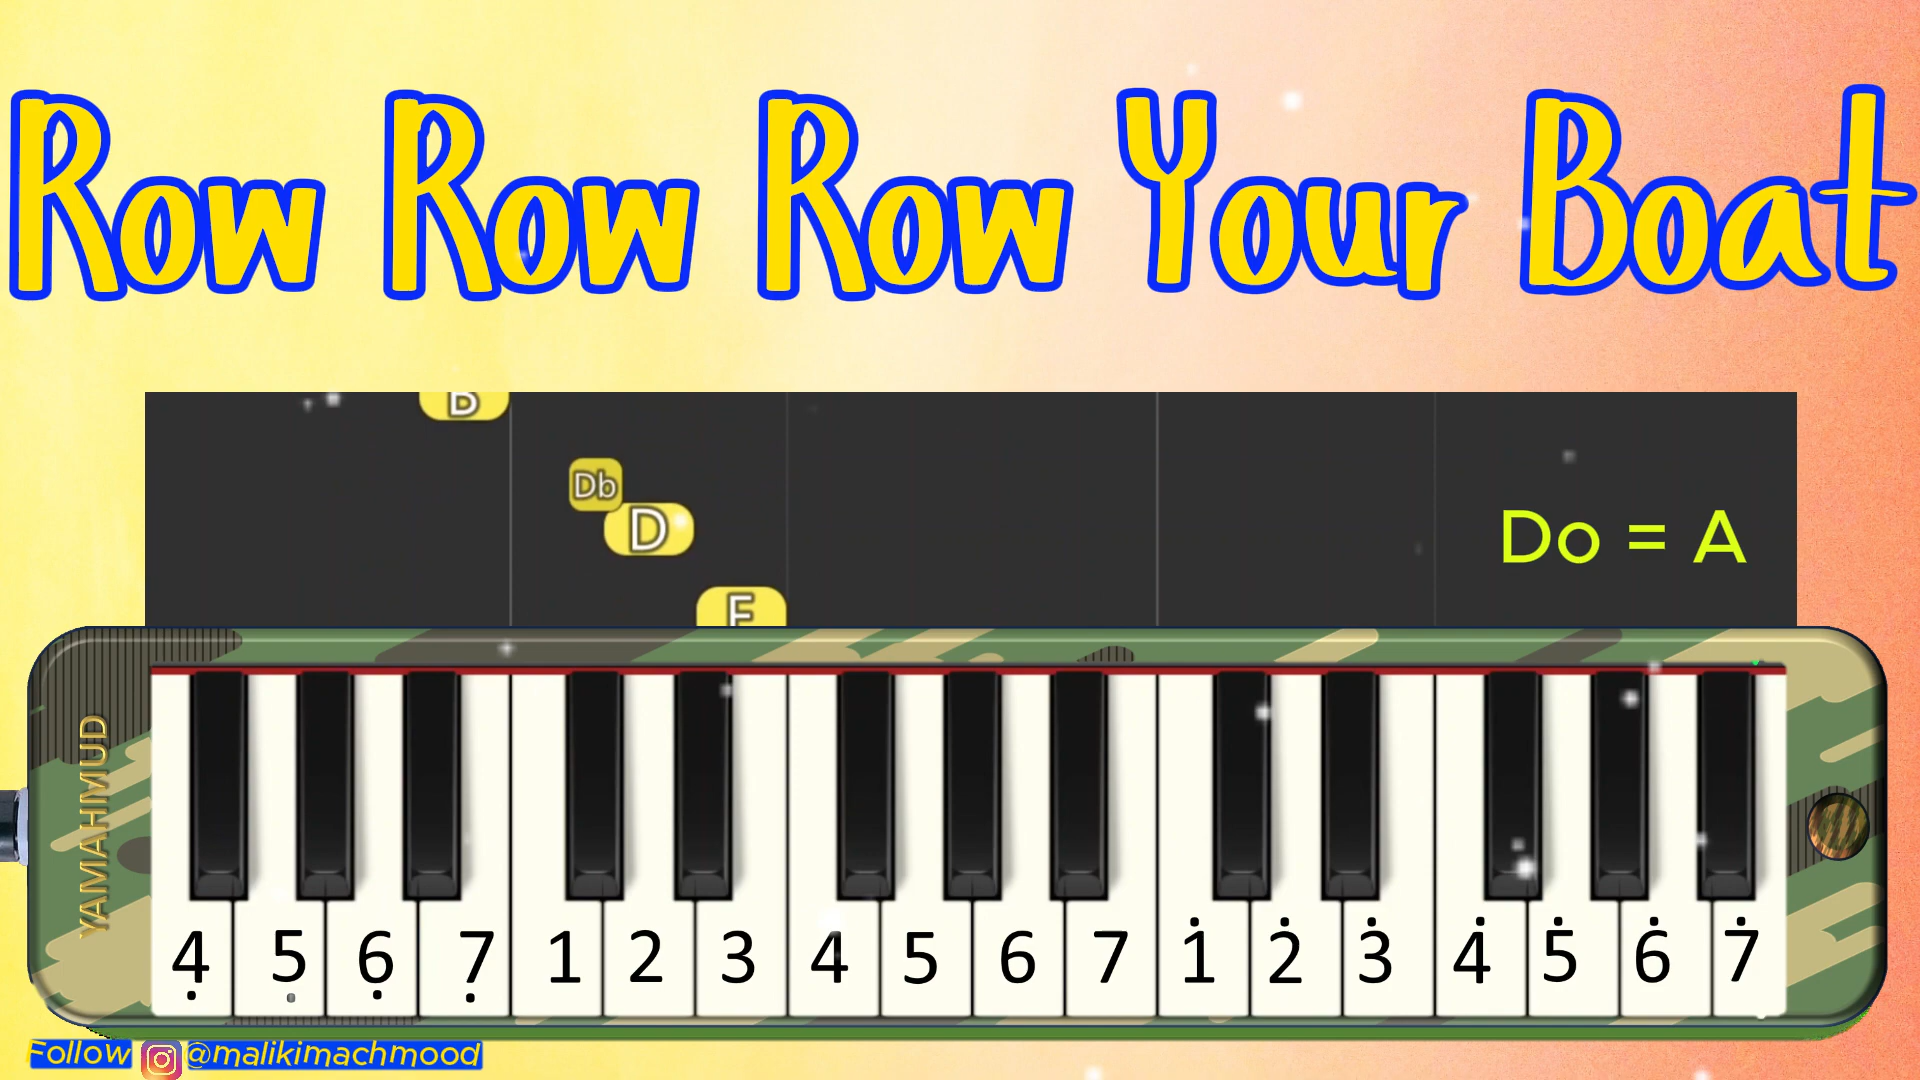 Row Row Row Your Boat
B
Db
D
E
Do = A
YAMAHMUD
4̣ 5̣ 6̣ 7̣ 1 2 3 4 5 6 7 1̇ 2̇ 3̇ 4̇ 5̇ 6̇ 7̇
Follow @malikimachmood